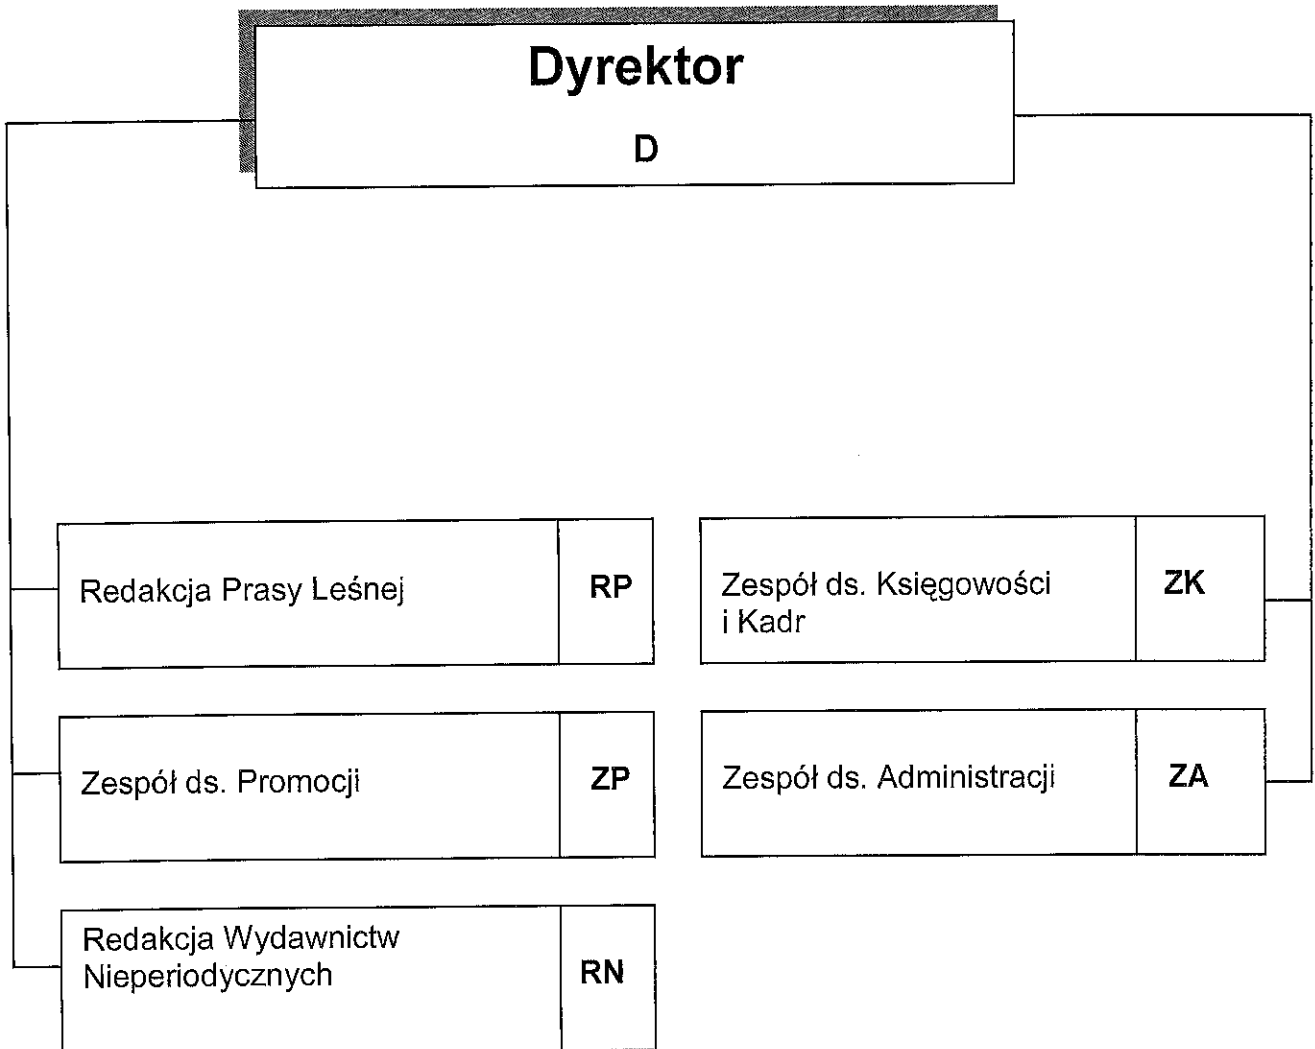 Dyrektor
D
Redakcja Prasy Leśnej
RP
Zespół ds. Promocji
ZP
Redakcja Wydawnictw
Nieperiodycznych
RN
Zespół ds. Księgowości
i Kadr
ZK
Zespół ds. Administracji
ZA